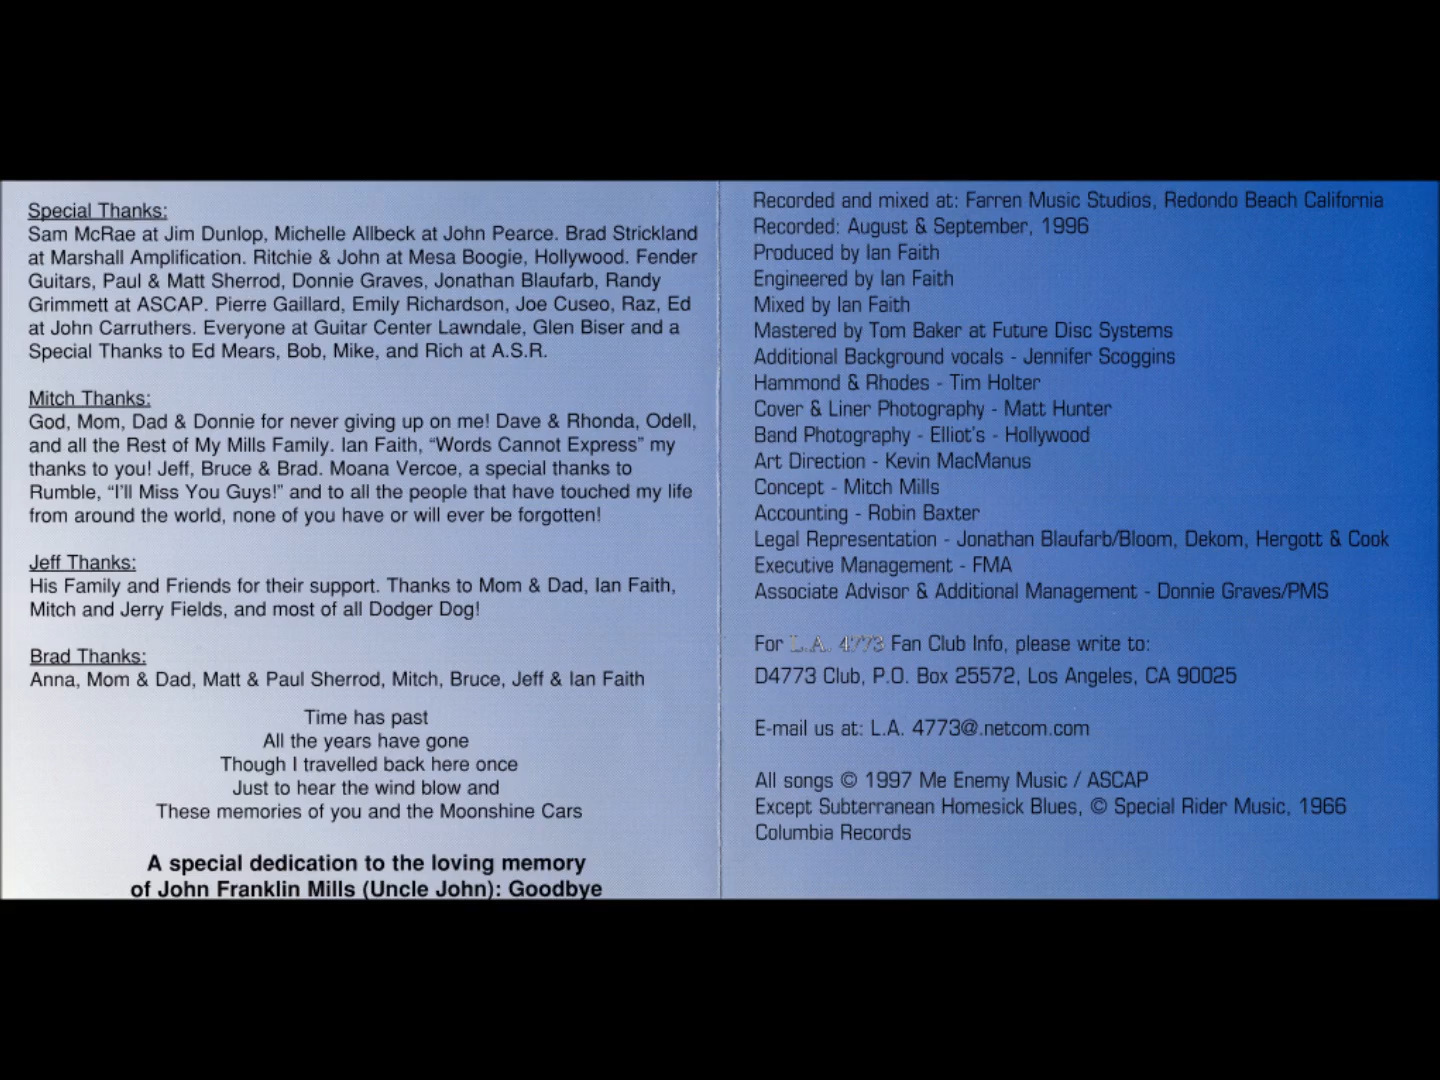 Special Thanks:
Sam McRae at Jim Dunlop, Michelle Allbeck at John Pearce. Brad Strickland
at Marshall Amplification. Ritchie & John at Mesa Boogie, Hollywood. Fender
Guitars, Paul & Matt Sherrod, Donnie Graves, Jonathan Blaufarb, Randy
Grimmett at ASCAP. Pierre Gaillard, Emily Richardson, Joe Cuseo, Raz, Ed
at John Carruthers. Everyone at Guitar Center Lawndale, Glen Biser and a
Special Thanks to Ed Mears, Bob, Mike, and Rich at A.S.R.
Mitch Thanks:
God, Mom, Dad & Donnie for never giving up on me! Dave & Rhonda, Odell,
and all the Rest of My Mills Family. Ian Faith, “Words Cannot Express” my
thanks to you! Jeff, Bruce & Brad. Moana Vercoe, a special thanks to
Rumble, “I’ll Miss You Guys!” and to all the people that have touched my life
from around the world, none of you have or will ever be forgotten!
Jeff Thanks:
His Family and Friends for their support. Thanks to Mom & Dad, Ian Faith,
Mitch and Jerry Fields, and most of all Dodger Dog!
Brad Thanks:
Anna, Mom & Dad, Matt & Paul Sherrod, Mitch, Bruce, Jeff & Ian Faith
Time has past
All the years have gone
Though I travelled back here once
Just to hear the wind blow and
These memories of you and the Moonshine Cars
A special dedication to the loving memory
of John Franklin Mills (Uncle John): Goodbye
Recorded and mixed at: Farren Music Studios, Redondo Beach California
Recorded: August & September, 1996
Produced by Ian Faith
Engineered by Ian Faith
Mixed by Ian Faith
Mastered by Tom Baker at Future Disc Systems
Additional Background vocals - Jennifer Scoggins
Hammond & Rhodes - Tim Holter
Cover & Liner Photography - Matt Hunter
Band Photography - Elliot's - Hollywood
Art Direction - Kevin MacManus
Concept - Mitch Mills
Accounting - Robin Baxter
Legal Representation - Jonathan Blaufarb/Bloom, Dekom, Hergott & Cook
Executive Management - FMA
Associate Advisor & Additional Management - Donnie Graves/PMS
For L.A. 4773 Fan Club Info, please write to:
D4773 Club, P.O. Box 25572, Los Angeles, CA 90025
E-mail us at: L.A. 4773@.netcom.com
All songs © 1997 Me Enemy Music / ASCAP
Except Subterranean Homesick Blues, © Special Rider Music, 1966
Columbia Records